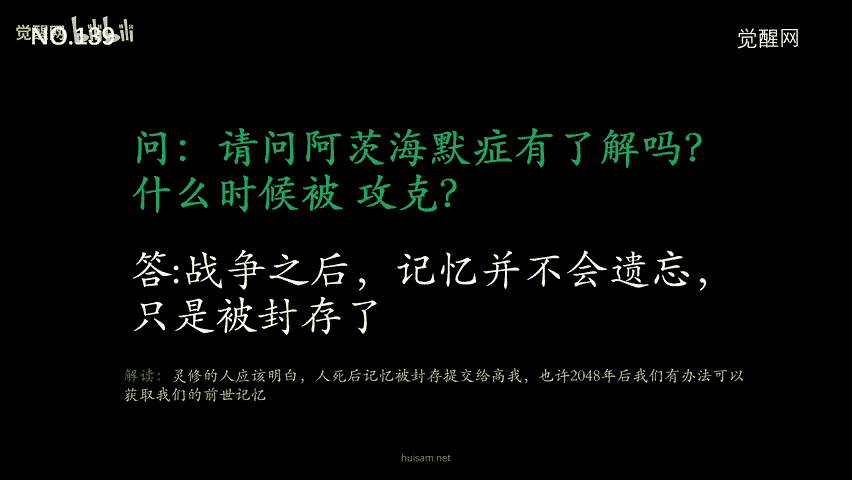 NO.139
觉醒网
问：请问阿茨海默症有了解吗？
什么时候被 攻克？
答:战争之后，记忆并不会遗忘，
只是被封存了
解读：灵修的人应该明白，人死后记忆被封存提交给高我，也许2048年后我们有办法可以
获取我们的前世记忆
huisam.net